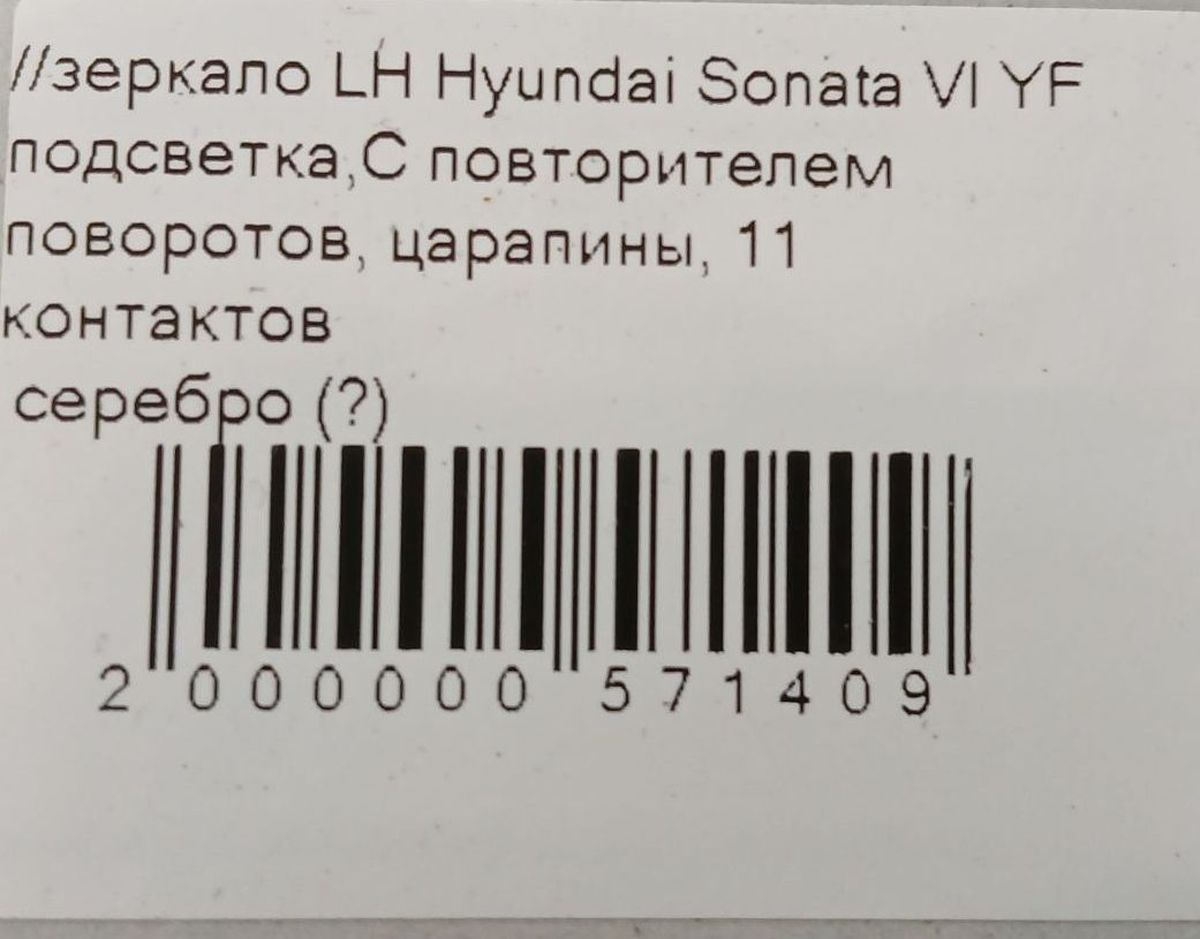 //зеркало LH Hyundai Sonata VI YF
подсветка,С повторителем
поворотов, царапины, 11
контактов
серебро (?)
2 000000 571409